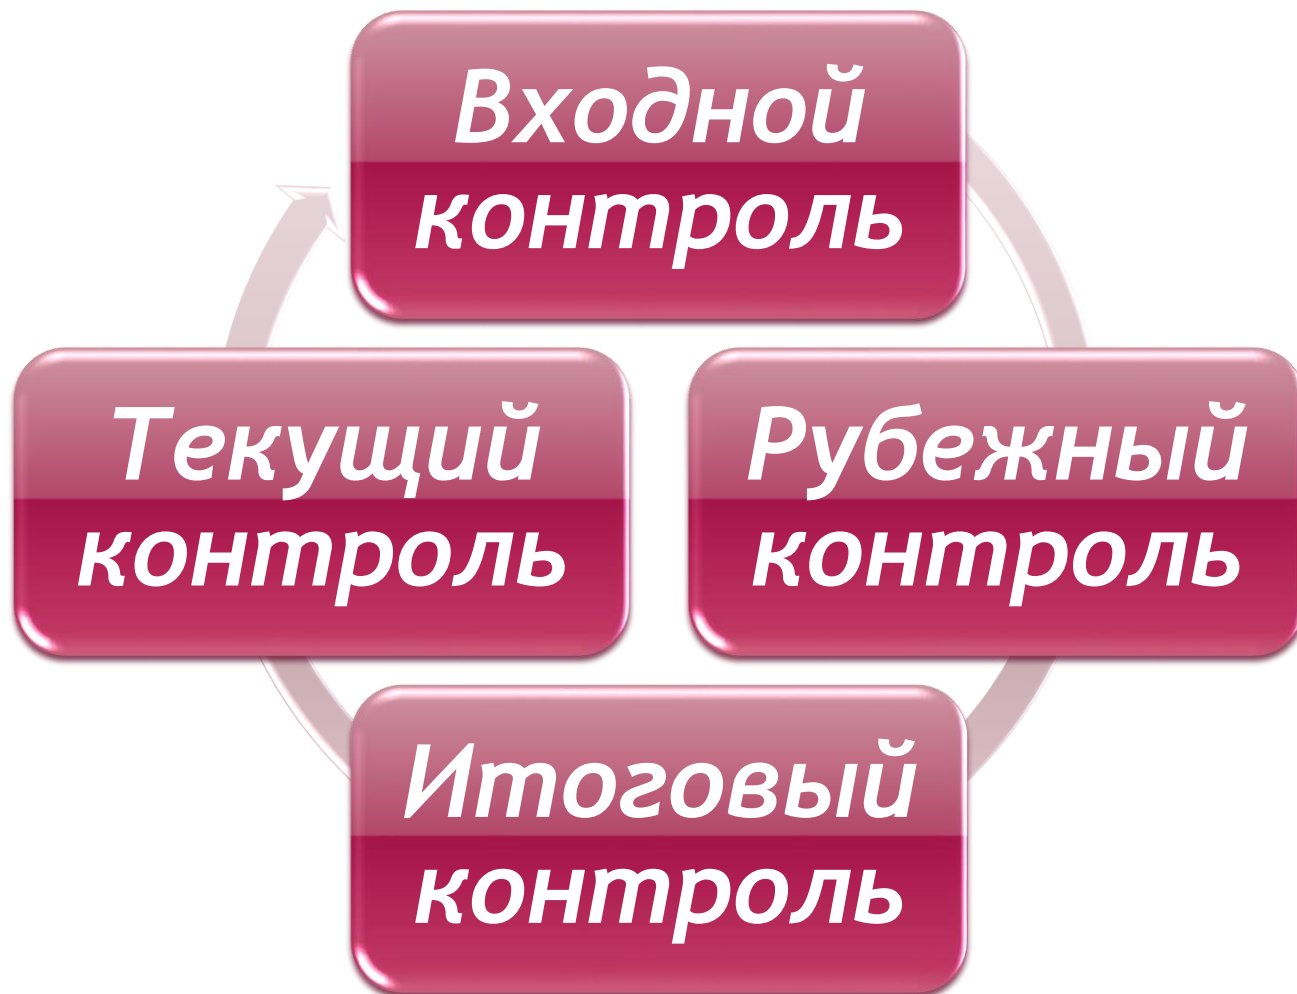 Входной
контроль
Текущий
контроль
Рубежный
контроль
Итоговый
контроль